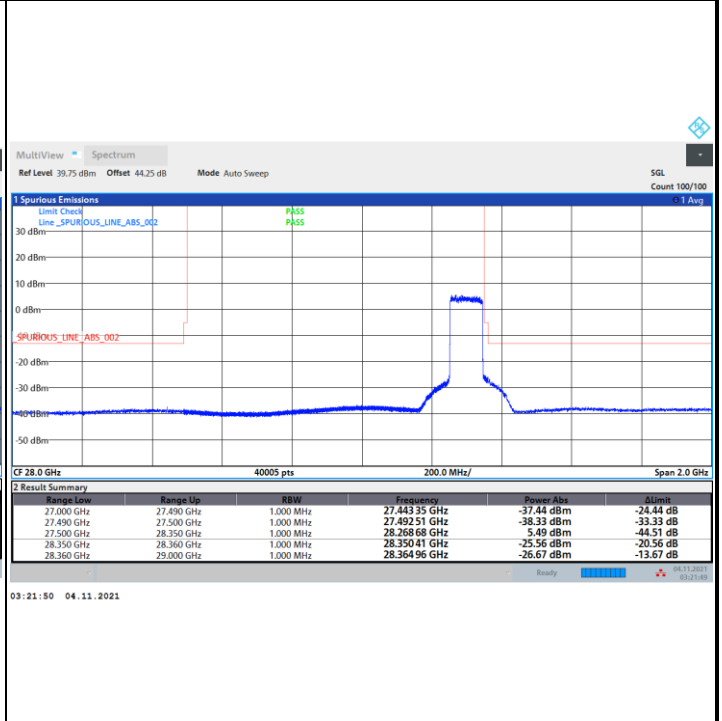 MultiView Spectrum
Ref Level 39.75 dBm Offset 44.25 dB Mode Auto Sweep SGL
Count 100/100
1 Spurious Emissions 1 Avg
Limit Check PASS
Line _SPURIOUS_LINE_ABS_002 PASS
30 dBm
20 dBm
10 dBm
0 dBm
_SPURIOUS_LINE_ABS_002
-20 dBm
-30 dBm
-40 dBm
-50 dBm
CF 28.0 GHz 40005 pts 200.0 MHz/ Span 2.0 GHz
2 Result Summary
Range Low Range Up RBW Frequency Power Abs ΔLimit
27.000 GHz 27.490 GHz 1.000 MHz 27.443 35 GHz -37.44 dBm -24.44 dB
27.490 GHz 27.500 GHz 1.000 MHz 27.492 51 GHz -38.33 dBm -33.33 dB
27.500 GHz 28.350 GHz 1.000 MHz 28.268 68 GHz 5.49 dBm -44.51 dB
28.350 GHz 28.360 GHz 1.000 MHz 28.350 41 GHz -25.56 dBm -20.56 dB
28.360 GHz 29.000 GHz 1.000 MHz 28.364 96 GHz -26.67 dBm -13.67 dB
Ready 04.11.2021
03:21:49
03:21:50 04.11.2021